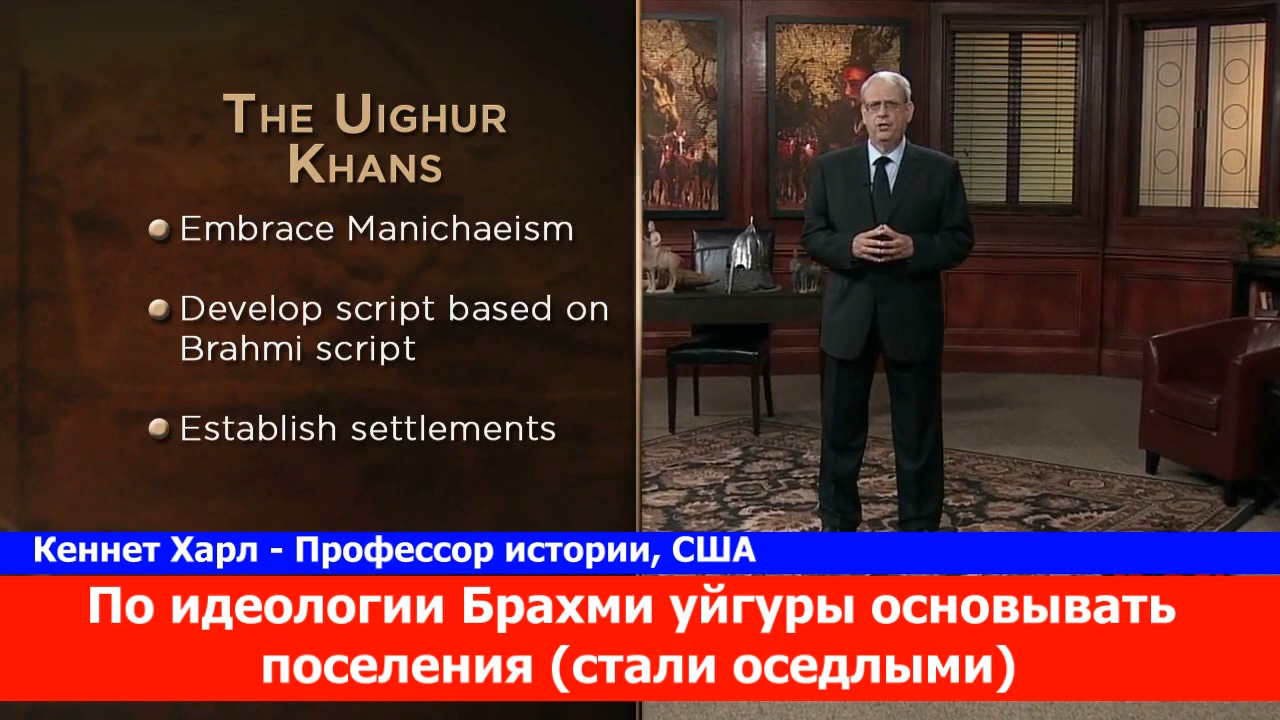 THE UIGHUR
KHANS
Embrace Manichaeism
Develop script based on
Brahmi script
Establish settlements
Кеннет Харл - Профессор истории, США
По идеологии Брахми уйгуры основывать
поселения (стали оседлыми)